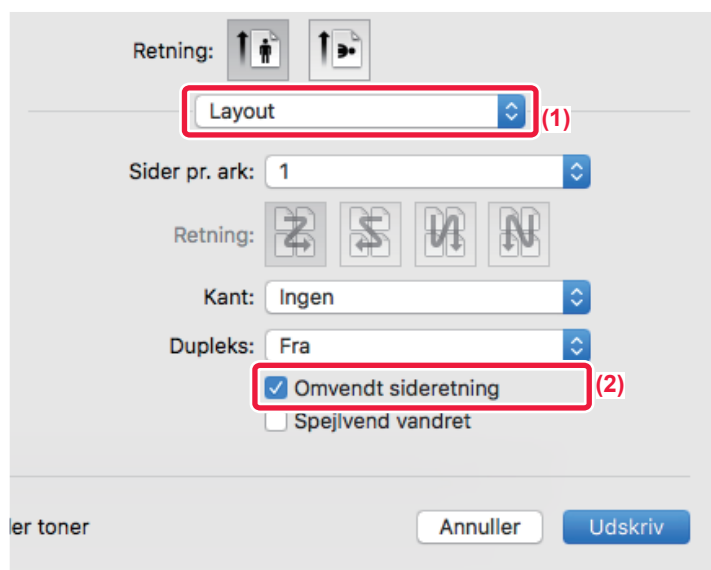 Retning:
Layout
(1)
Sider pr. ark: 1
Retning:
Kant: Ingen
Dupleks: Fra
Omvendt sideretning
(2)
Spejlvend vandret
ler toner
Annuller Udskriv